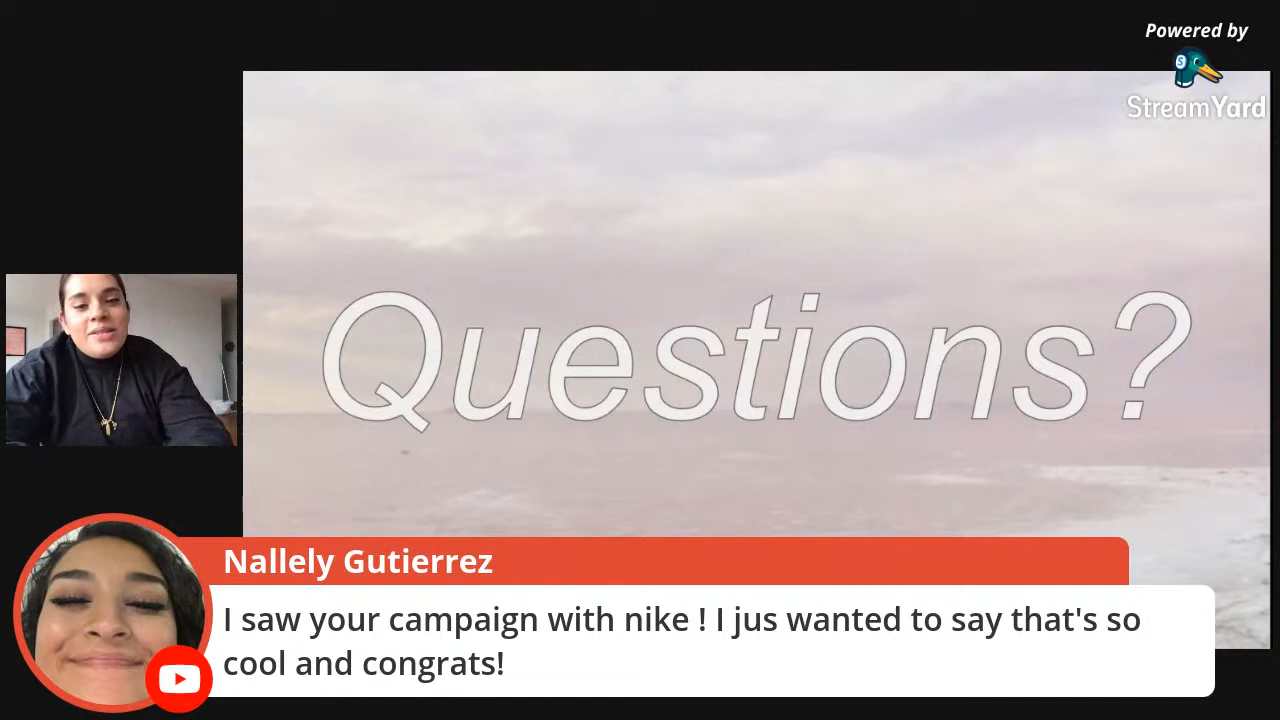 Powered by
StreamYard
Questions?
Nallely Gutierrez
I saw your campaign with nike ! I jus wanted to say that's so
cool and congrats!